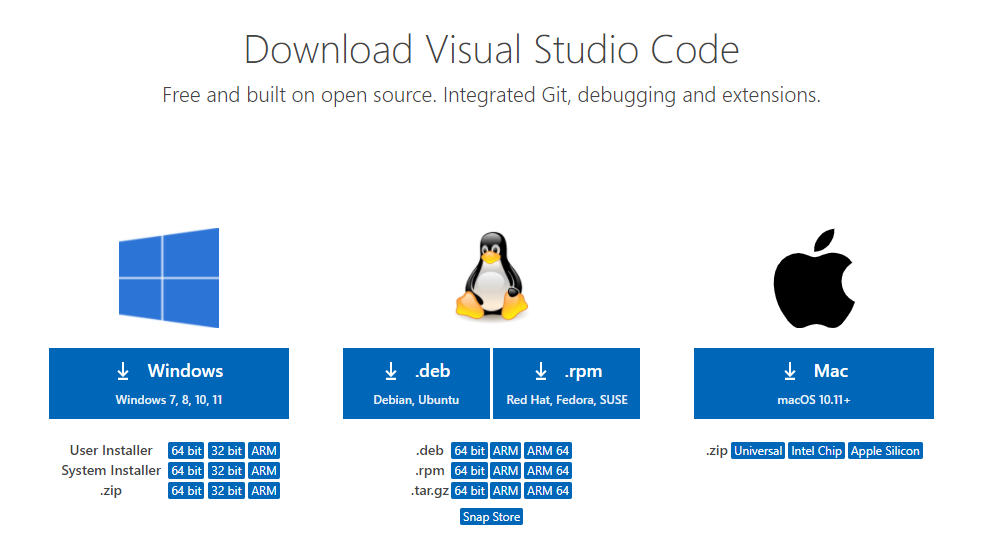 Download Visual Studio Code
Free and built on open source. Integrated Git, debugging and extensions.
Windows
Windows 7, 8, 10, 11
User Installer 64 bit 32 bit ARM
System Installer 64 bit 32 bit ARM
.zip 64 bit 32 bit ARM
.deb
Debian, Ubuntu
.rpm
Red Hat, Fedora, SUSE
.deb 64 bit ARM ARM 64
.rpm 64 bit ARM ARM 64
.tar.gz 64 bit ARM ARM 64
Snap Store
Mac
macOS 10.11+
.zip Universal Intel Chip Apple Silicon